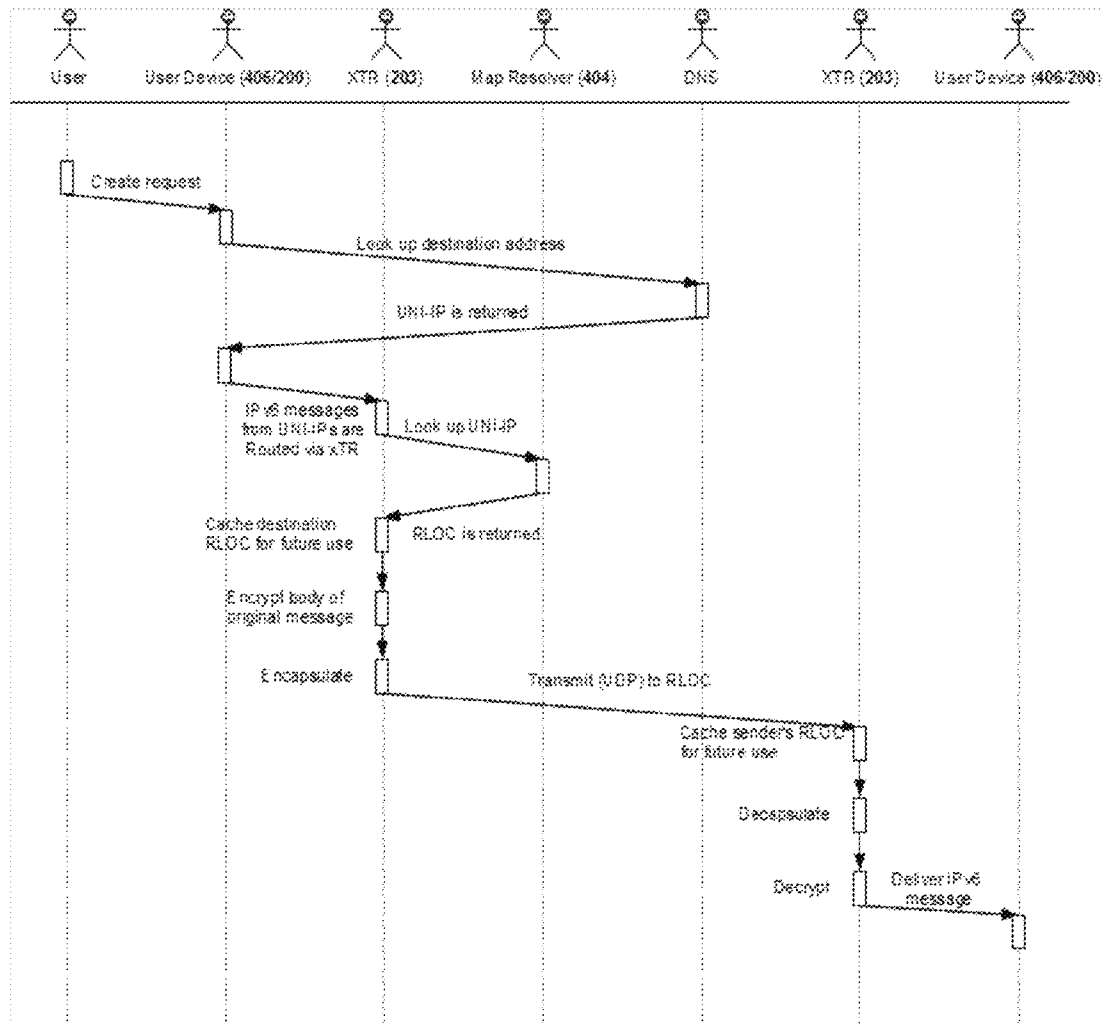 User
User Device (406/200)
XTR (203)
Map Resolver (404)
DNS
XTR (203)
User Device (406/200)
Create request
Look up destination address
UNI-IP is returned
IPv6 messages
from UNI-IPs are
Routed via xTR
Look up UNI-IP
Cache destination
RLOC for future use
RLOC is returned
Encrypt body of
original message
Encapsulate
Transmit (UDP) to RLOC
Cache sender's RLOC
for future use
Decapsulate
Decrypt
Deliver IPv6
message